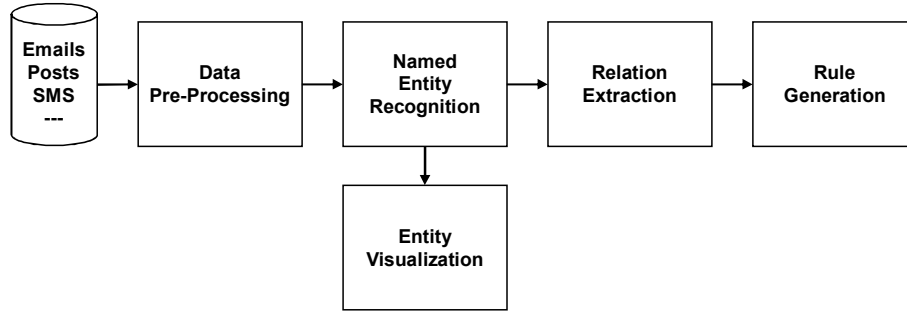 Emails
Posts
SMS
---
Data
Pre-Processing
Named
Entity
Recognition
Relation
Extraction
Rule
Generation
Entity
Visualization